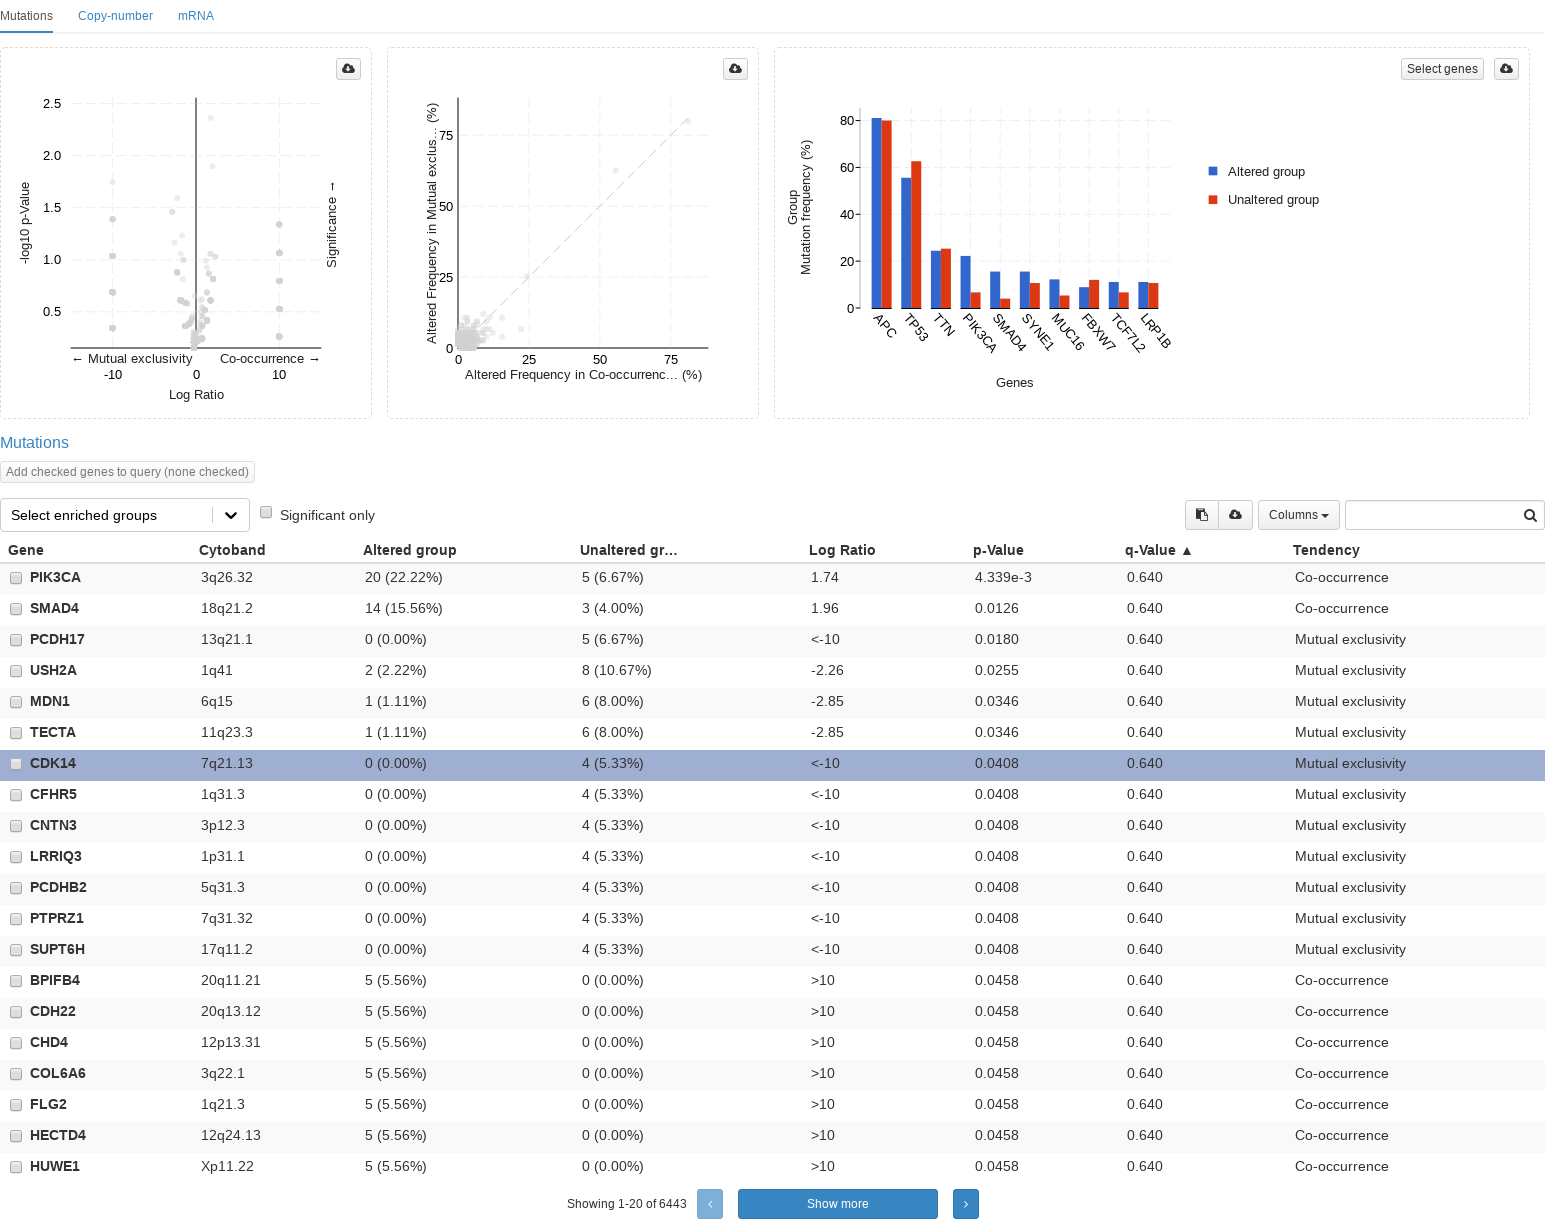 Mutations Copy-number mRNA
2.5
2.0
1.5
1.0
0.5
-log10 p-Value
Significance →
← Mutual exclusivity Co-occurrence →
-10 0 10
Log Ratio
Altered Frequency in Mutual exclus... (%)
75
50
25
0
0 25 50 75
Altered Frequency in Co-occurrenc... (%)
Select genes
Group
Mutation frequency (%)
80
60
40
20
0
APC TP53 TTN PIK3CA SMAD4 SYNE1 MUC16 FBXW7 TCF7L2 LRP1B
Genes
Altered group
Unaltered group
Mutations
Add checked genes to query (none checked)
Select enriched groups Significant only Columns
Gene Cytoband Altered group Unaltered gr... Log Ratio p-Value q-Value ▲ Tendency
PIK3CA 3q26.32 20 (22.22%) 5 (6.67%) 1.74 4.339e-3 0.640 Co-occurrence
SMAD4 18q21.2 14 (15.56%) 3 (4.00%) 1.96 0.0126 0.640 Co-occurrence
PCDH17 13q21.1 0 (0.00%) 5 (6.67%) <-10 0.0180 0.640 Mutual exclusivity
USH2A 1q41 2 (2.22%) 8 (10.67%) -2.26 0.0255 0.640 Mutual exclusivity
MDN1 6q15 1 (1.11%) 6 (8.00%) -2.85 0.0346 0.640 Mutual exclusivity
TECTA 11q23.3 1 (1.11%) 6 (8.00%) -2.85 0.0346 0.640 Mutual exclusivity
CDK14 7q21.13 0 (0.00%) 4 (5.33%) <-10 0.0408 0.640 Mutual exclusivity
CFHR5 1q31.3 0 (0.00%) 4 (5.33%) <-10 0.0408 0.640 Mutual exclusivity
CNTN3 3p12.3 0 (0.00%) 4 (5.33%) <-10 0.0408 0.640 Mutual exclusivity
LRRIQ3 1p31.1 0 (0.00%) 4 (5.33%) <-10 0.0408 0.640 Mutual exclusivity
PCDHB2 5q31.3 0 (0.00%) 4 (5.33%) <-10 0.0408 0.640 Mutual exclusivity
PTPRZ1 7q31.32 0 (0.00%) 4 (5.33%) <-10 0.0408 0.640 Mutual exclusivity
SUPT6H 17q11.2 0 (0.00%) 4 (5.33%) <-10 0.0408 0.640 Mutual exclusivity
BPIFB4 20q11.21 5 (5.56%) 0 (0.00%) >10 0.0458 0.640 Co-occurrence
CDH22 20q13.12 5 (5.56%) 0 (0.00%) >10 0.0458 0.640 Co-occurrence
CHD4 12p13.31 5 (5.56%) 0 (0.00%) >10 0.0458 0.640 Co-occurrence
COL6A6 3q22.1 5 (5.56%) 0 (0.00%) >10 0.0458 0.640 Co-occurrence
FLG2 1q21.3 5 (5.56%) 0 (0.00%) >10 0.0458 0.640 Co-occurrence
HECTD4 12q24.13 5 (5.56%) 0 (0.00%) >10 0.0458 0.640 Co-occurrence
HUWE1 Xp11.22 5 (5.56%) 0 (0.00%) >10 0.0458 0.640 Co-occurrence
Showing 1-20 of 6443 ‹ Show more ›